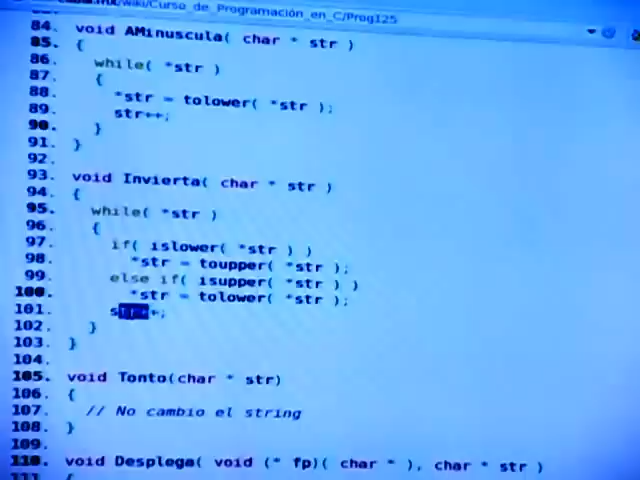 wiki/Curso_de_Programación_en_C/Prog125
84. void AMinuscula( char * str )
85. {
86. while( *str )
87. {
88. *str = tolower( *str );
89. str++;
90. }
91. }
92.
93. void Invierta( char * str )
94. {
95. while( *str )
96. {
97. if( islower( *str ) )
98. *str = toupper( *str );
99. else if( isupper( *str ) )
100. *str = tolower( *str );
101. str++;
102. }
103. }
104.
105. void Tonto(char * str)
106. {
107. // No cambio el string
108. }
109.
110. void Desplega( void (* fp)( char * ), char * str )
111. {